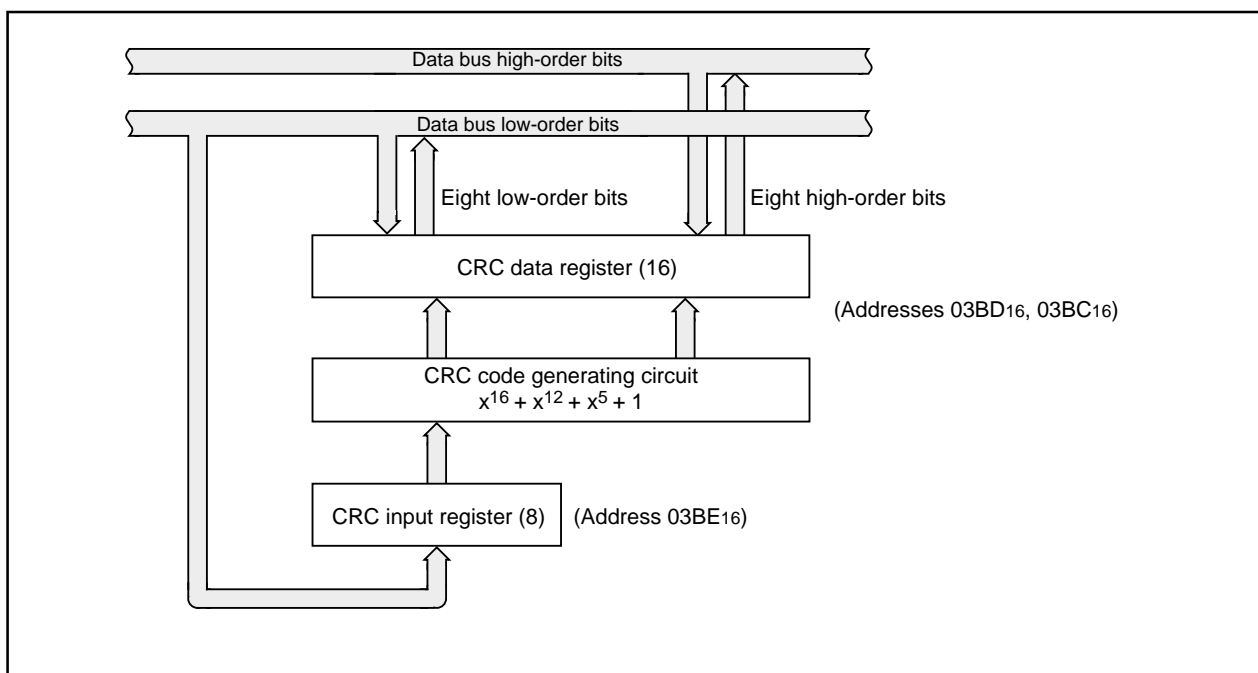 Data bus high-order bits
Data bus low-order bits
Eight low-order bits
Eight high-order bits
CRC data register (16)
(Addresses 03BD16, 03BC16)
CRC code generating circuit
x16 + x12 + x5 + 1
CRC input register (8)
(Address 03BE16)